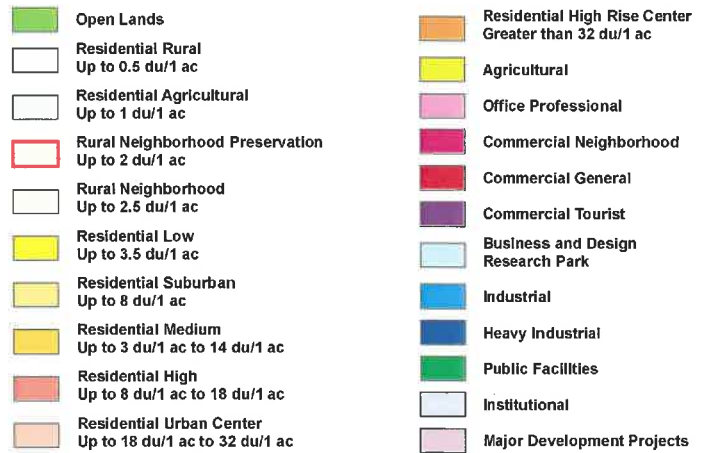 Open Lands
Residential Rural
Up to 0.5 du/1 ac
Residential Agricultural
Up to 1 du/1 ac
Rural Neighborhood Preservation
Up to 2 du/1 ac
Rural Neighborhood
Up to 2.5 du/1 ac
Residential Low
Up to 3.5 du/1 ac
Residential Suburban
Up to 8 du/1 ac
Residential Medium
Up to 3 du/1 ac to 14 du/1 ac
Residential High
Up to 8 du/1 ac to 18 du/1 ac
Residential Urban Center
Up to 18 du/1 ac to 32 du/1 ac
Residential High Rise Center
Greater than 32 du/1 ac
Agricultural
Office Professional
Commercial Neighborhood
Commercial General
Commercial Tourist
Business and Design
Research Park
Industrial
Heavy Industrial
Public Facilities
Institutional
Major Development Projects